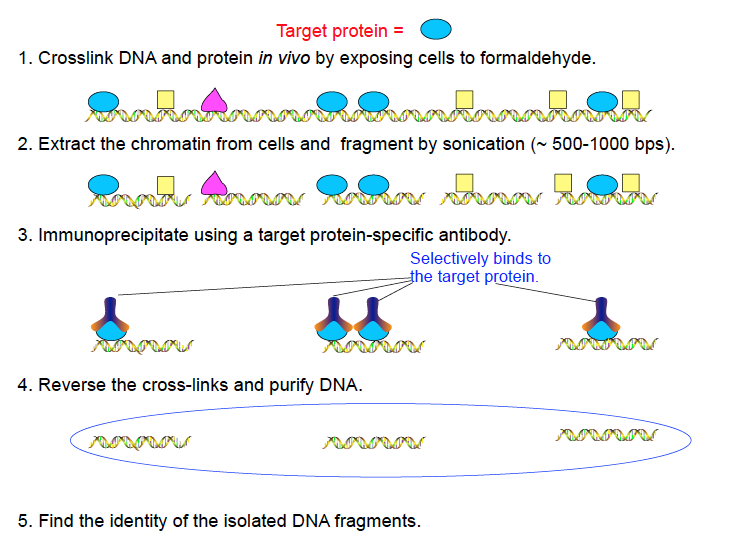 Target protein =
1. Crosslink DNA and protein in vivo by exposing cells to formaldehyde.
2. Extract the chromatin from cells and fragment by sonication (~ 500-1000 bps).
3. Immunoprecipitate using a target protein-specific antibody.
Selectively binds to
the target protein.
4. Reverse the cross-links and purify DNA.
5. Find the identity of the isolated DNA fragments.